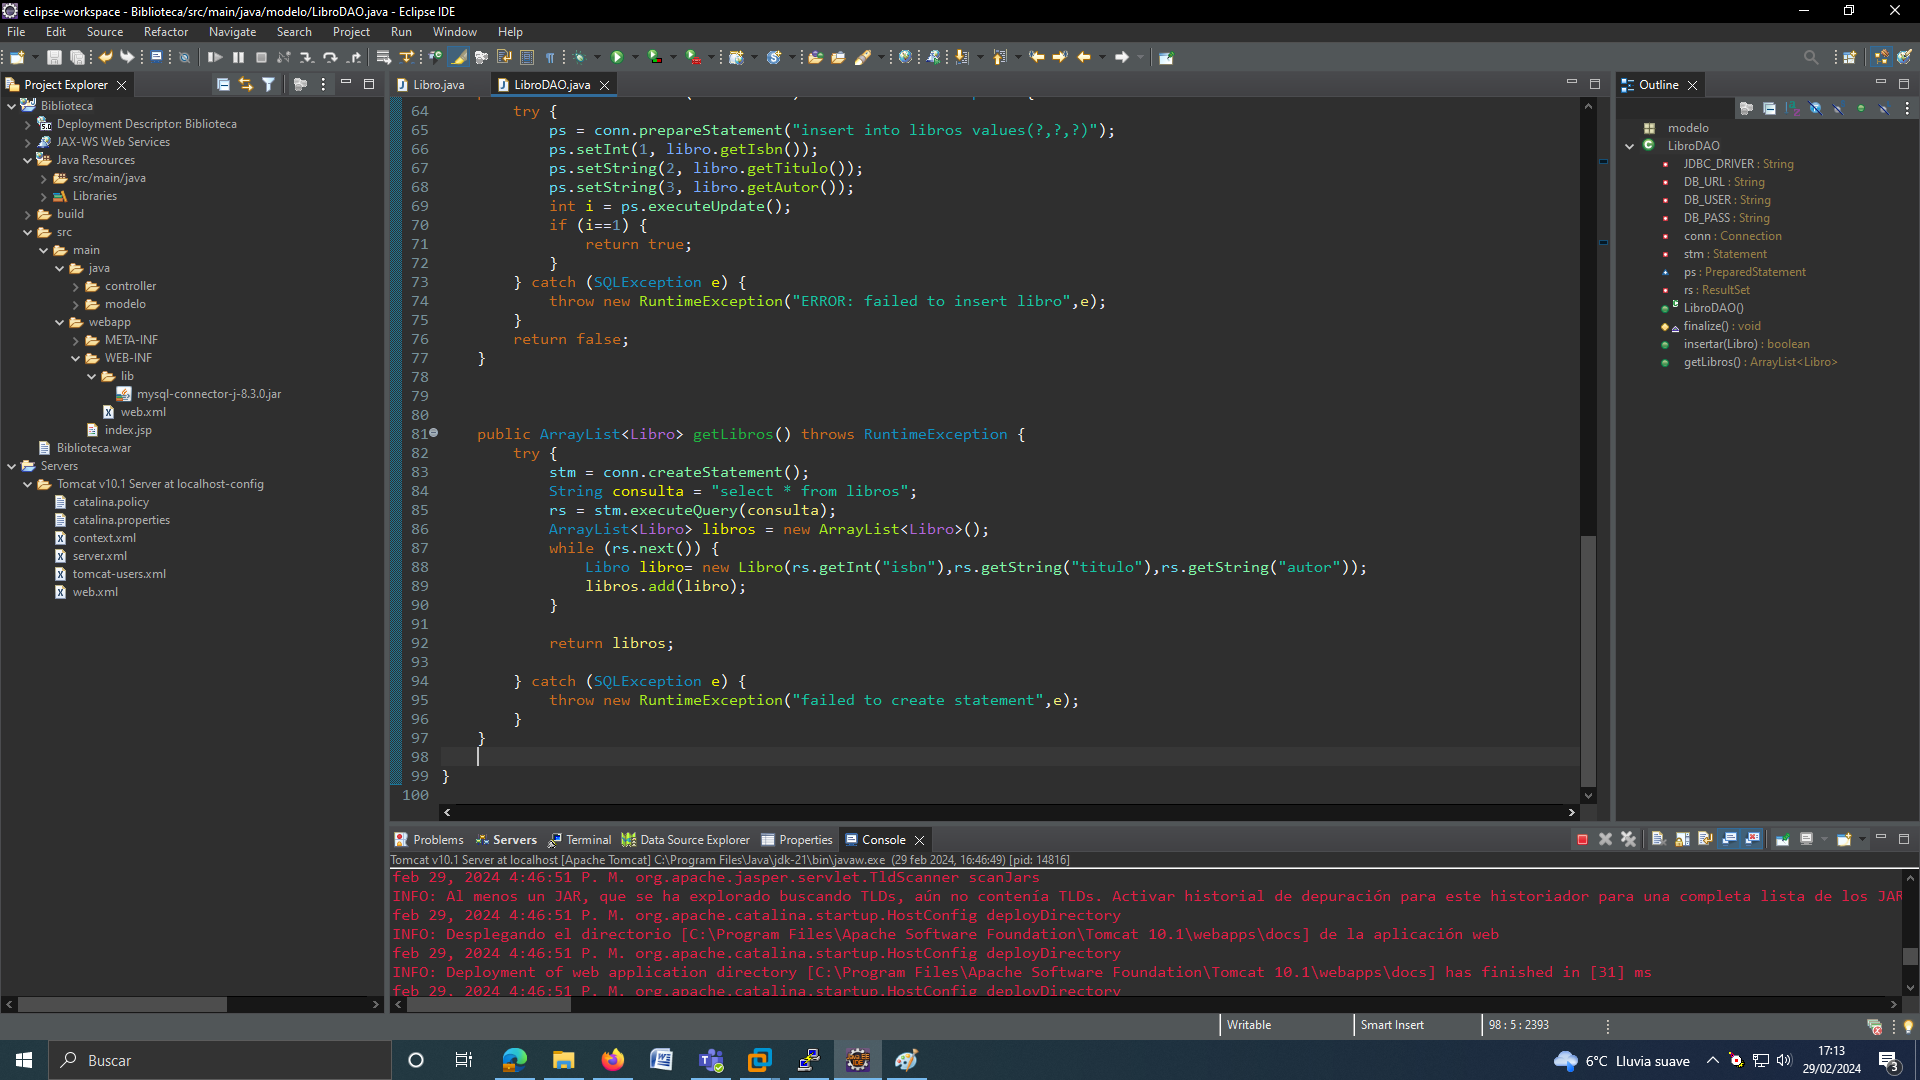 eclipse-workspace - Biblioteca/src/main/java/modelo/LibroDAO.java - Eclipse IDE
File Edit Source Refactor Navigate Search Project Run Window Help
Project Explorer
Biblioteca
Deployment Descriptor: Biblioteca
JAX-WS Web Services
Java Resources
src/main/java
Libraries
build
src
main
java
controller
modelo
webapp
META-INF
WEB-INF
lib
mysql-connector-j-8.3.0.jar
web.xml
index.jsp
Biblioteca.war
Servers
Tomcat v10.1 Server at localhost-config
catalina.policy
catalina.properties
context.xml
server.xml
tomcat-users.xml
web.xml
Libro.java LibroDAO.java
64 try {
65 ps = conn.prepareStatement("insert into libros values(?,?,?)");
66 ps.setInt(1, libro.getIsbn());
67 ps.setString(2, libro.getTitulo());
68 ps.setString(3, libro.getAutor());
69 int i = ps.executeUpdate();
70 if (i==1) {
71 return true;
72 }
73 } catch (SQLException e) {
74 throw new RuntimeException("ERROR: failed to insert libro",e);
75 }
76 return false;
77 }
78
79
80
81 public ArrayList<Libro> getLibros() throws RuntimeException {
82 try {
83 stm = conn.createStatement();
84 String consulta = "select * from libros";
85 rs = stm.executeQuery(consulta);
86 ArrayList<Libro> libros = new ArrayList<Libro>();
87 while (rs.next()) {
88 Libro libro= new Libro(rs.getInt("isbn"),rs.getString("titulo"),rs.getString("autor"));
89 libros.add(libro);
90 }
91
92 return libros;
93
94 } catch (SQLException e) {
95 throw new RuntimeException("failed to create statement",e);
96 }
97 }
98
99 }
100
Outline
modelo
LibroDAO
JDBC_DRIVER : String
DB_URL : String
DB_USER : String
DB_PASS : String
conn : Connection
stm : Statement
ps : PreparedStatement
rs : ResultSet
LibroDAO()
finalize() : void
insertar(Libro) : boolean
getLibros() : ArrayList<Libro>
Problems Servers Terminal Data Source Explorer Properties Console
Tomcat v10.1 Server at localhost [Apache Tomcat] C:\Program Files\Java\jdk-21\bin\javaw.exe (29 feb 2024, 16:46:49) [pid: 14816]
feb 29, 2024 4:46:51 P. M. org.apache.jasper.servlet.TldScanner scanJars
INFO: Al menos un JAR, que se ha explorado buscando TLDs, aún no contenía TLDs. Activar historial de depuración para este historiador para una completa lista de los JAR
feb 29, 2024 4:46:51 P. M. org.apache.catalina.startup.HostConfig deployDirectory
INFO: Desplegando el directorio [C:\Program Files\Apache Software Foundation\Tomcat 10.1\webapps\docs] de la aplicación web
feb 29, 2024 4:46:51 P. M. org.apache.catalina.startup.HostConfig deployDirectory
INFO: Deployment of web application directory [C:\Program Files\Apache Software Foundation\Tomcat 10.1\webapps\docs] has finished in [31] ms
feb 29, 2024 4:46:51 P. M. org.apache.catalina.startup.HostConfig deployDirectory
Writable Smart Insert 98 : 5 : 2393
Buscar
6°C Lluvia suave
17:13
29/02/2024
3